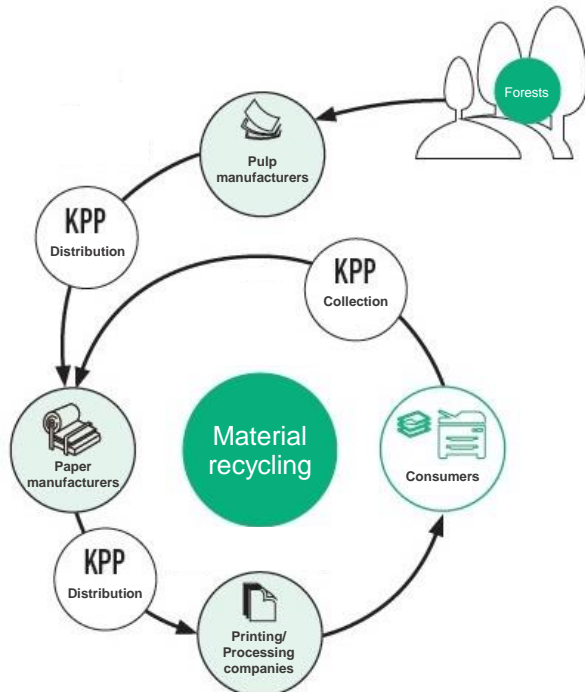 Forests
Pulp
manufacturers
KPP
Distribution
KPP
Collection
Material
recycling
Paper
manufacturers
Consumers
KPP
Distribution
Printing/
Processing
companies